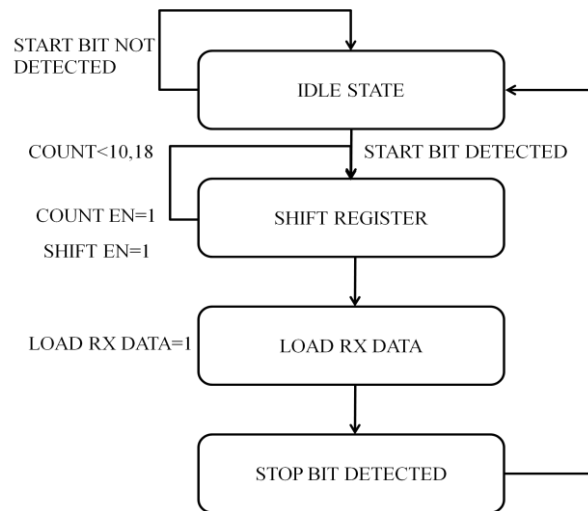 START BIT NOT
DETECTED
IDLE STATE
COUNT<10,18
START BIT DETECTED
COUNT EN=1
SHIFT REGISTER
SHIFT EN=1
LOAD RX DATA=1
LOAD RX DATA
STOP BIT DETECTED